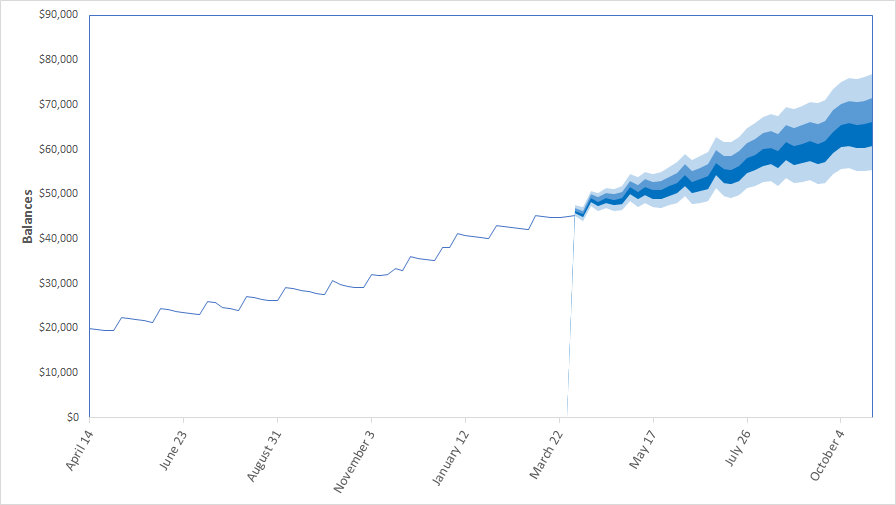 $90,000
$80,000
$70,000
$60,000
$50,000
$40,000
$30,000
$20,000
$10,000
$0
Balances
April 14
June 23
August 31
November 3
January 12
March 22
May 17
July 26
October 4